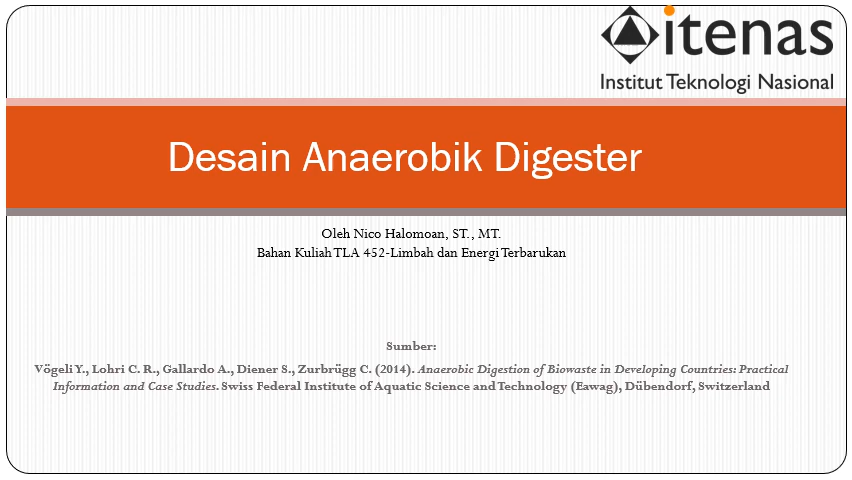 itenas
Institut Teknologi Nasional
Desain Anaerobik Digester
Oleh Nico Halomoan, ST., MT.
Bahan Kuliah TLA 452-Limbah dan Energi Terbarukan
Sumber:
Vögeli Y., Lohri C. R., Gallardo A., Diener S., Zurbrügg C. (2014). Anaerobic Digestion of Biowaste in Developing Countries: Practical
Information and Case Studies. Swiss Federal Institute of Aquatic Science and Technology (Eawag), Dübendorf, Switzerland